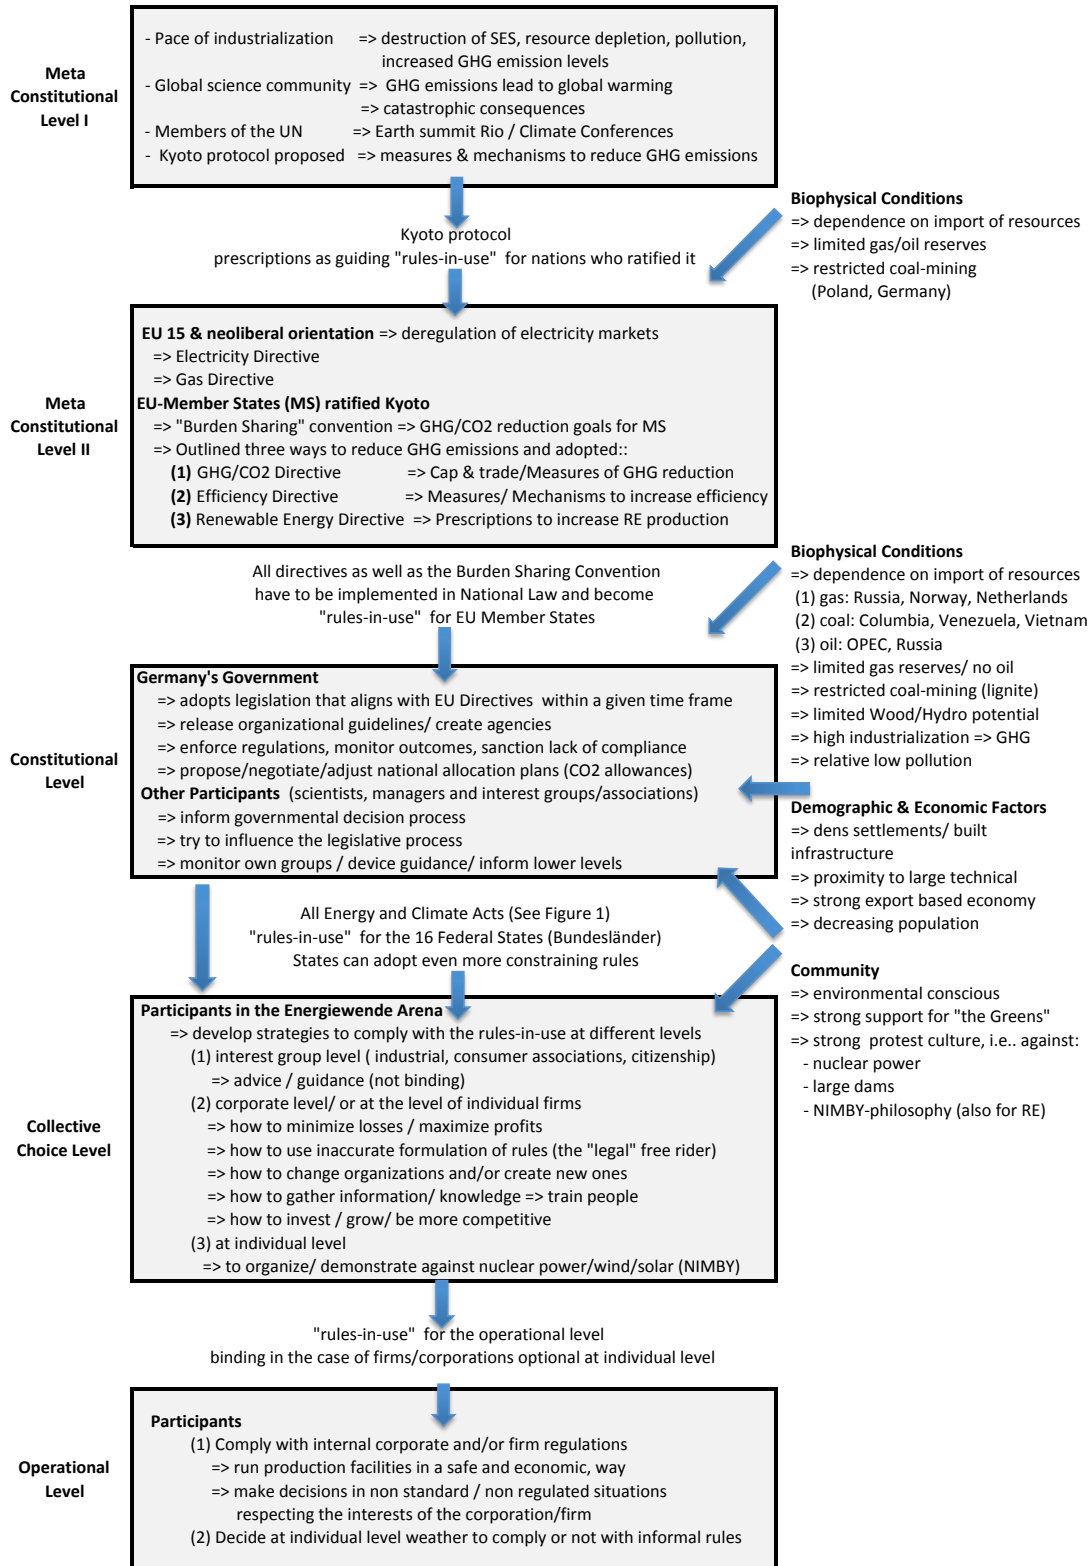 Meta
Constitutional
Level I
- Pace of industrialization => destruction of SES, resource depletion, pollution,
increased GHG emission levels
- Global science community => GHG emissions lead to global warming
=> catastrophic consequences
- Members of the UN => Earth summit Rio / Climate Conferences
- Kyoto protocol proposed => measures & mechanisms to reduce GHG emissions
Kyoto protocol
prescriptions as guiding "rules-in-use" for nations who ratified it
Biophysical Conditions
=> dependence on import of resources
=> limited gas/oil reserves
=> restricted coal-mining
(Poland, Germany)
Meta
Constitutional
Level II
EU 15 & neoliberal orientation => deregulation of electricity markets
=> Electricity Directive
=> Gas Directive
EU-Member States (MS) ratified Kyoto
=> "Burden Sharing" convention => GHG/CO2 reduction goals for MS
=> Outlined three ways to reduce GHG emissions and adopted::
(1) GHG/CO2 Directive => Cap & trade/Measures of GHG reduction
(2) Efficiency Directive => Measures/ Mechanisms to increase efficiency
(3) Renewable Energy Directive => Prescriptions to increase RE production
All directives as well as the Burden Sharing Convention
have to be implemented in National Law and become
"rules-in-use" for EU Member States
Biophysical Conditions
=> dependence on import of resources
(1) gas: Russia, Norway, Netherlands
(2) coal: Columbia, Venezuela, Vietnam
(3) oil: OPEC, Russia
=> limited gas reserves/ no oil
=> restricted coal-mining (lignite)
=> limited Wood/Hydro potential
=> high industrialization => GHG
=> relative low pollution
Constitutional
Level
Germany's Government
=> adopts legislation that aligns with EU Directives within a given time frame
=> release organizational guidelines/ create agencies
=> enforce regulations, monitor outcomes, sanction lack of compliance
=> propose/negotiate/adjust national allocation plans (CO2 allowances)
Other Participants (scientists, managers and interest groups/associations)
=> inform governmental decision process
=> try to influence the legislative process
=> monitor own groups / device guidance/ inform lower levels
Demographic & Economic Factors
=> dens settlements/ built
infrastructure
=> proximity to large technical
=> strong export based economy
=> decreasing population
All Energy and Climate Acts (See Figure 1)
"rules-in-use" for the 16 Federal States (Bundesländer)
States can adopt even more constraining rules
Community
=> environmental conscious
=> strong support for "the Greens"
=> strong protest culture, i.e.. against:
- nuclear power
- large dams
- NIMBY-philosophy (also for RE)
Collective
Choice Level
Participants in the Energiewende Arena
=> develop strategies to comply with the rules-in-use at different levels
(1) interest group level ( industrial, consumer associations, citizenship)
=> advice / guidance (not binding)
(2) corporate level/ or at the level of individual firms
=> how to minimize losses / maximize profits
=> how to use inaccurate formulation of rules (the "legal" free rider)
=> how to change organizations and/or create new ones
=> how to gather information/ knowledge => train people
=> how to invest / grow/ be more competitive
(3) at individual level
=> to organize/ demonstrate against nuclear power/wind/solar (NIMBY)
"rules-in-use" for the operational level
binding in the case of firms/corporations optional at individual level
Operational
Level
Participants
(1) Comply with internal corporate and/or firm regulations
=> run production facilities in a safe and economic, way
=> make decisions in non standard / non regulated situations
respecting the interests of the corporation/firm
(2) Decide at individual level weather to comply or not with informal rules